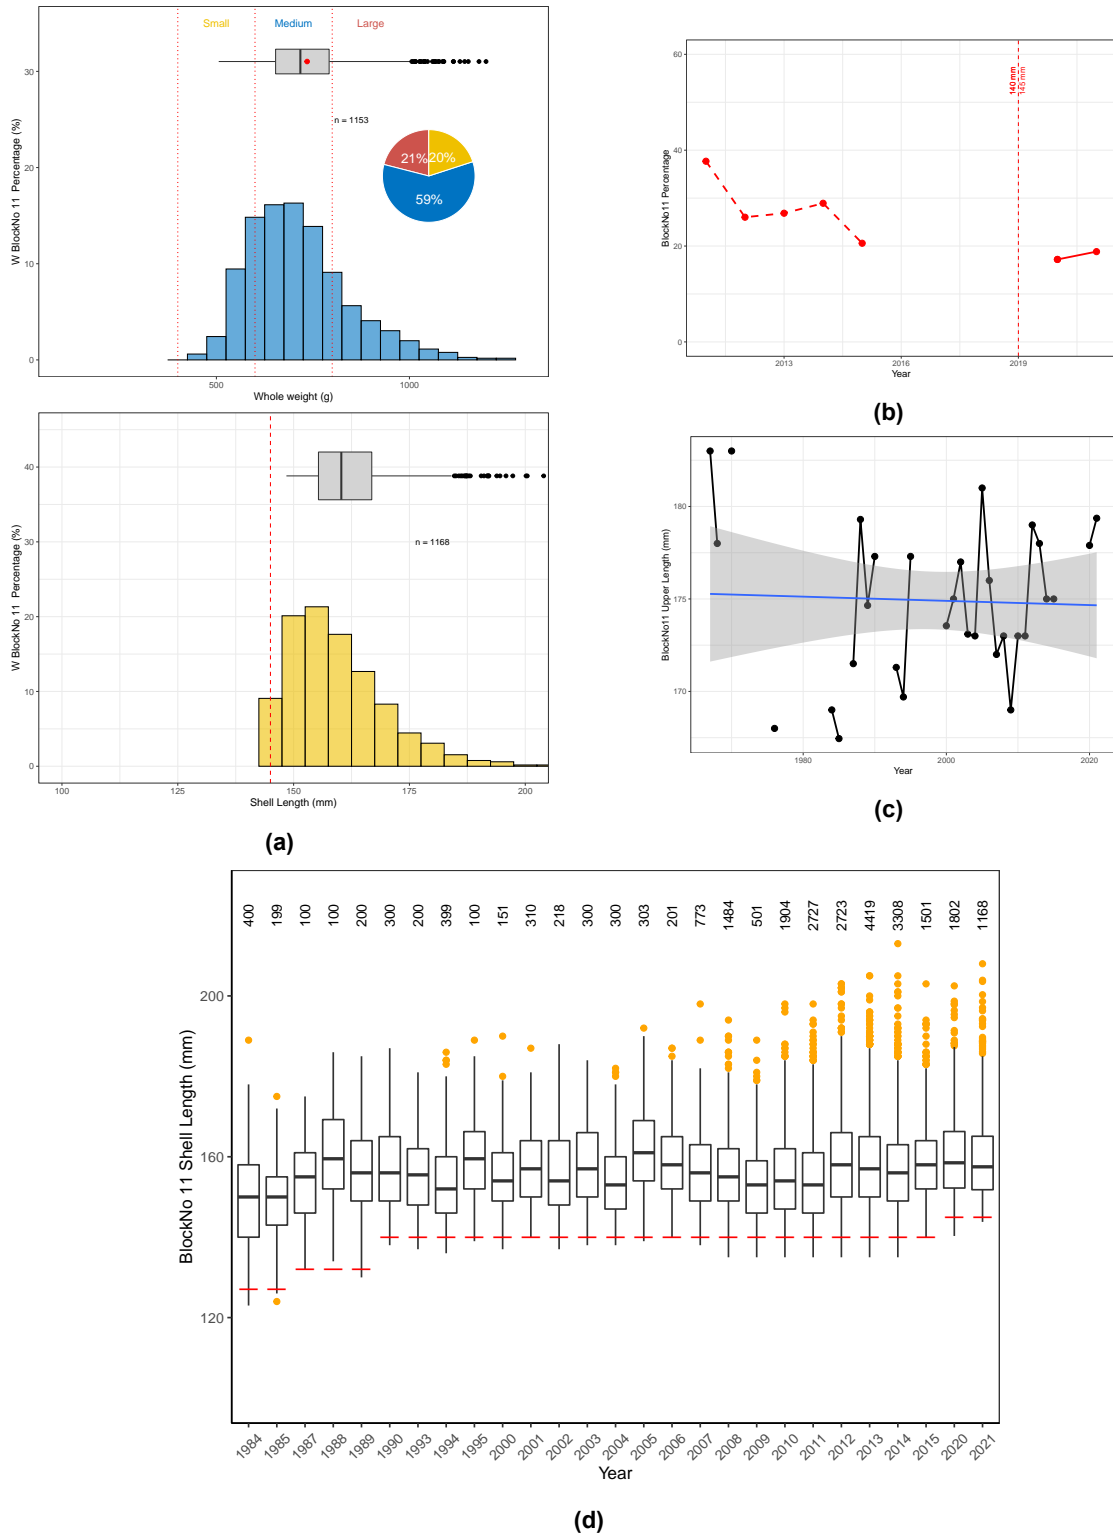 Small Medium Large
30
n = 1153
20
21% 20%
59%
10
0
W BlockNo 11 Percentage (%)
500 1000
Whole weight (g)
40
n = 1168
30
20
10
0
W BlockNo 11 Percentage (%)
100 125 150 175 200
Shell Length (mm)
(a)
60
140 mm
145 mm
40
20
0
BlockNo11 Percentage
2013 2016 2019
Year
(b)
180
175
170
BlockNo11 Upper Length (mm)
1980 2000 2020
Year
(c)
400 199 100 100 200 300 200 399 100 151 310 218 300 300 303 201 773 1484 501 1904 2727 2723 4419 3308 1501 1802 1168
200
160
120
BlockNo 11 Shell Length (mm)
1984 1985 1987 1988 1989 1990 1993 1994 1995 2000 2001 2002 2003 2004 2005 2006 2007 2008 2009 2010 2011 2012 2013 2014 2015 2020 2021
Year
(d)